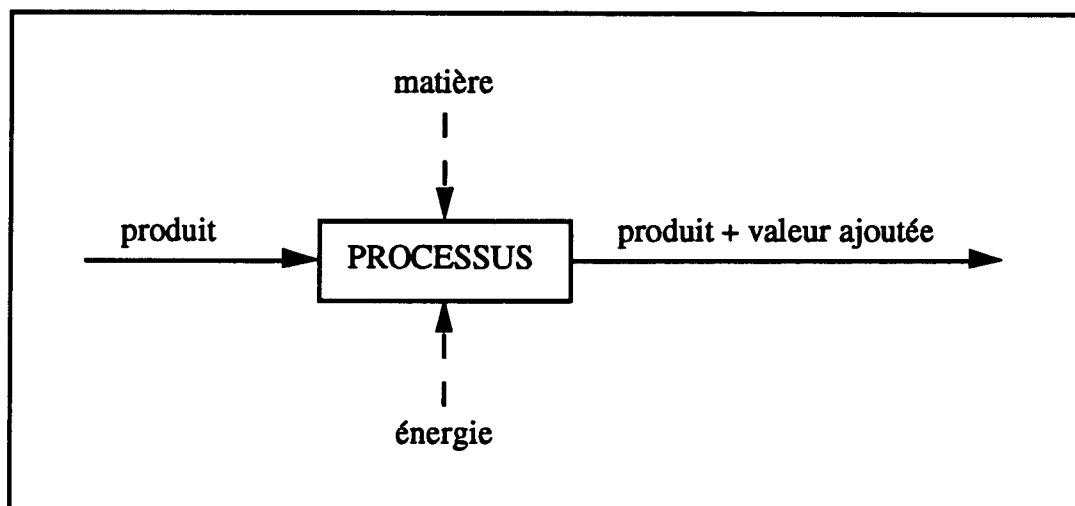 matière
produit
PROCESSUS
produit + valeur ajoutée
énergie